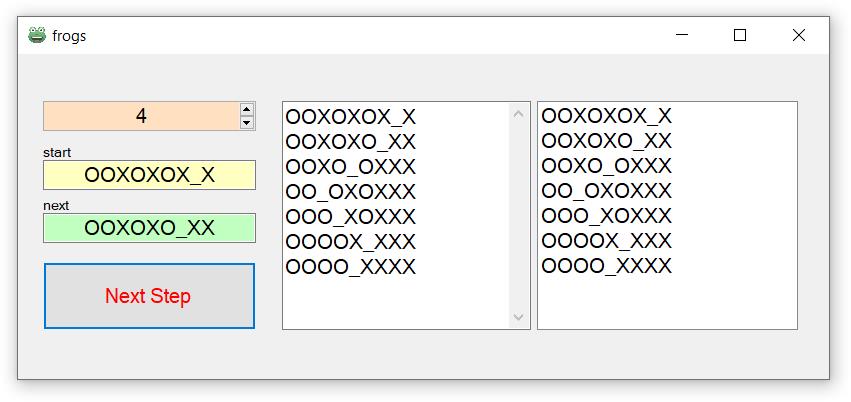 frogs
4
start
OOXOXOX_X
next
OOXOXO_XX
Next Step
OOXOXOX_X
OOXOXO_XX
OOXO_OXXX
OO_OXOXXX
OOO_XOXXX
OOOOX_XXX
OOOO_XXXX
OOXOXOX_X
OOXOXO_XX
OOXO_OXXX
OO_OXOXXX
OOO_XOXXX
OOOOX_XXX
OOOO_XXXX